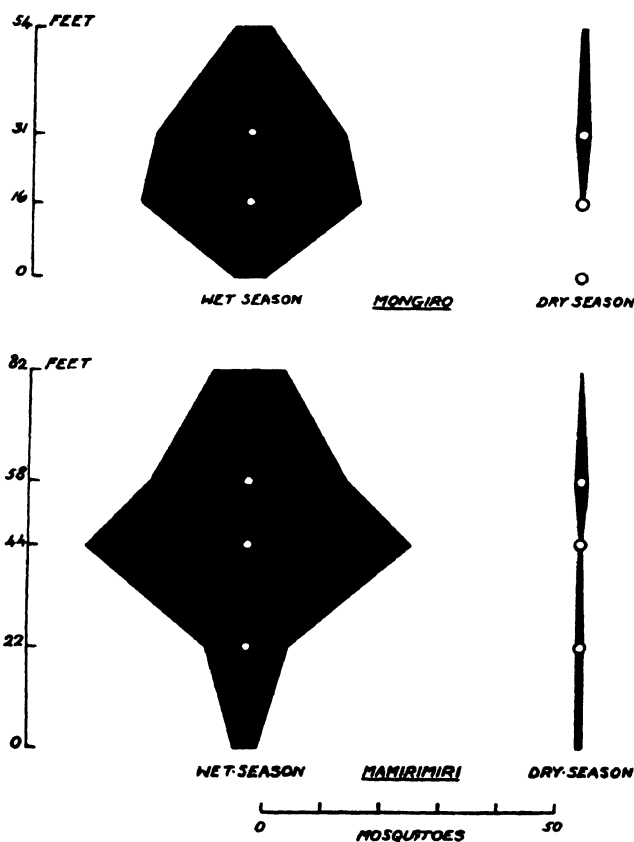 54 FEET
31
16
0
WET SEASON MONGIRO DRY SEASON
82 FEET
58
44
22
0
WET·SEASON MAMIRIMIRI DRY·SEASON
0 50
MOSQUITOES